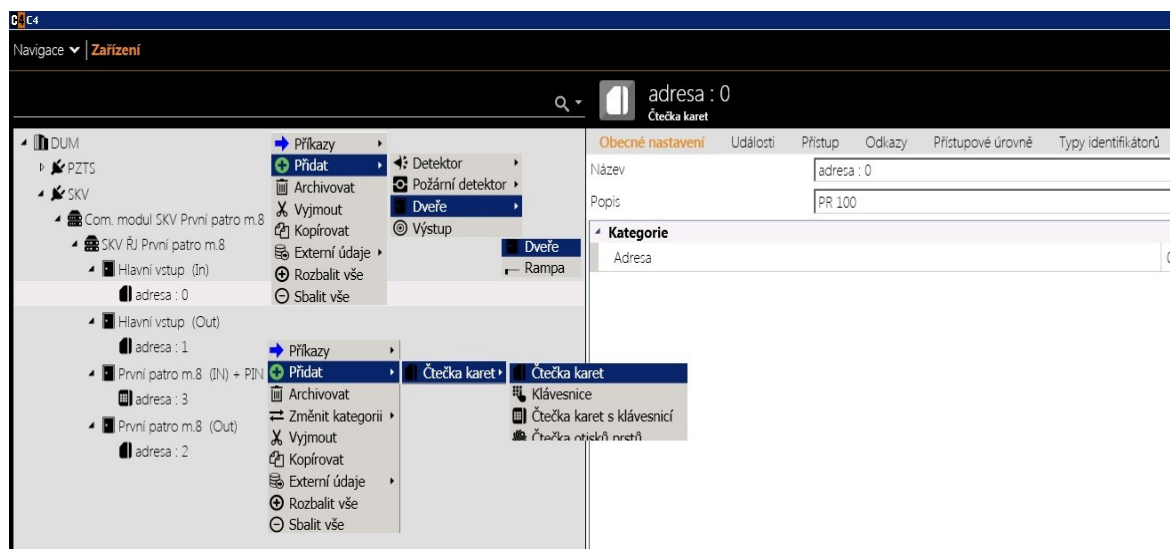 C4 C4
Navigace Zařízení
adresa : 0
Čtečka karet
Obecné nastavení Události Přístup Odkazy Přístupové úrovně Typy identifikátorů
Název adresa : 0
Popis PR 100
Kategorie
Adresa 0
DUM
PZTS
SKV
Com. modul SKV První patro m.8
SKV ŘJ První patro m.8
Hlavní vstup (In)
adresa : 0
Hlavní vstup (Out)
adresa : 1
První patro m.8 (IN) + PIN
adresa : 3
První patro m.8 (Out)
adresa : 2
Příkazy
Přidat
Archivovat
Vyjmout
Kopírovat
Externí údaje
Rozbalit vše
Sbalit vše
Detektor
Požární detektor
Dveře
Výstup
Dveře
Rampa
Příkazy
Přidat
Archivovat
Změnit kategorii
Vyjmout
Kopírovat
Externí údaje
Rozbalit vše
Sbalit vše
Čtečka karet
Čtečka karet
Klávesnice
Čtečka karet s klávesnicí
Čtečka otisků prstů